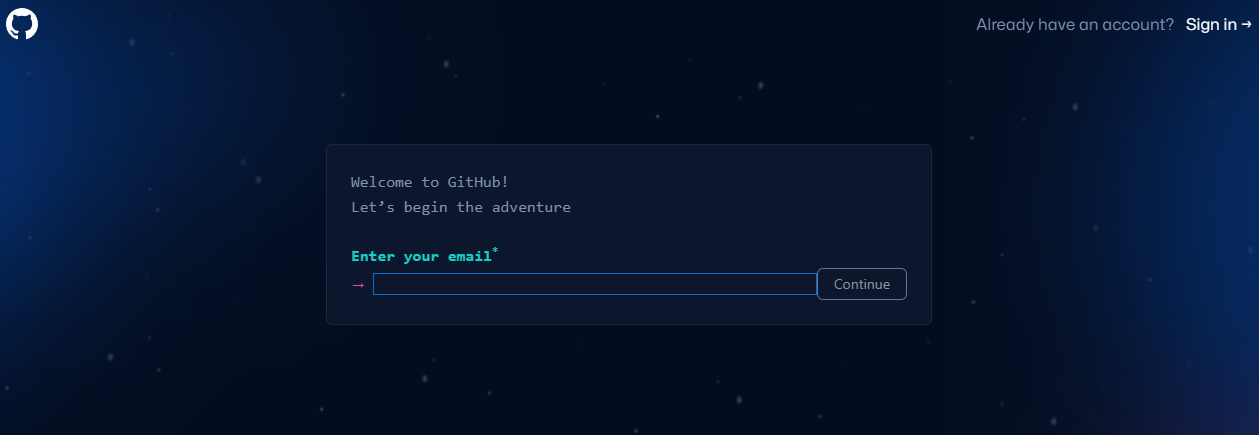 Already have an account? Sign in →
Welcome to GitHub!
Let’s begin the adventure
Enter your email*
→
Continue